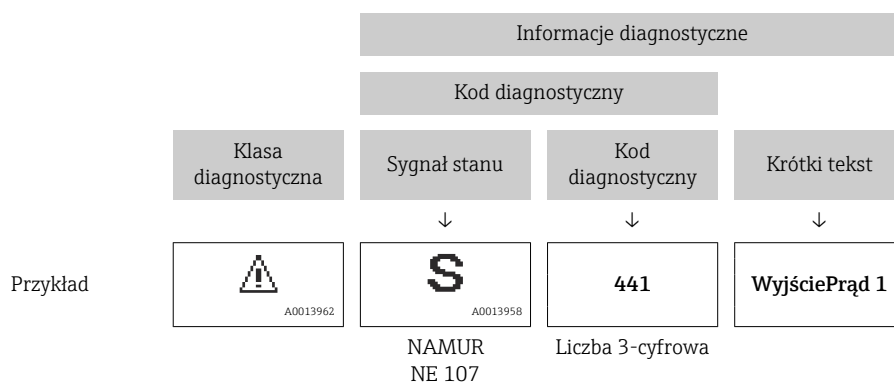 Informacje diagnostyczne
Kod diagnostyczny
Klasa
diagnostyczna
Sygnał stanu
Kod
diagnostyczny
Krótki tekst
↓ ↓ ↓
Przykład
A0013962
S
A0013958
441
WyjściePrąd 1
NAMUR
NE 107
Liczba 3-cyfrowa